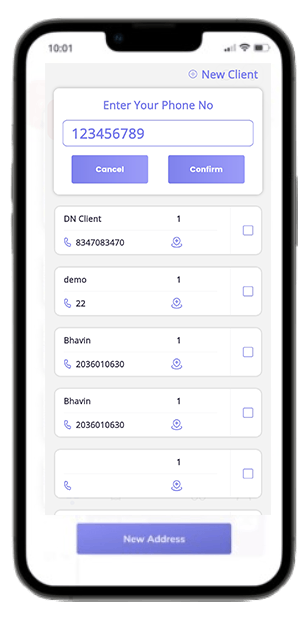 10:01
New Client
Enter Your Phone No
123456789
Cancel Confirm
DN Client 1
8347083470
demo 1
22
Bhavin 1
2036010630
Bhavin 1
2036010630
1
New Address